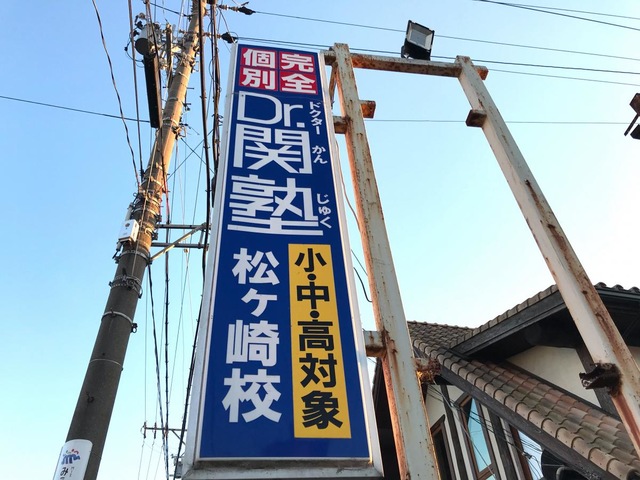 完全
個別
Dr.関塾
ドクター かんじゅく
松ヶ崎校
小・中・高対象